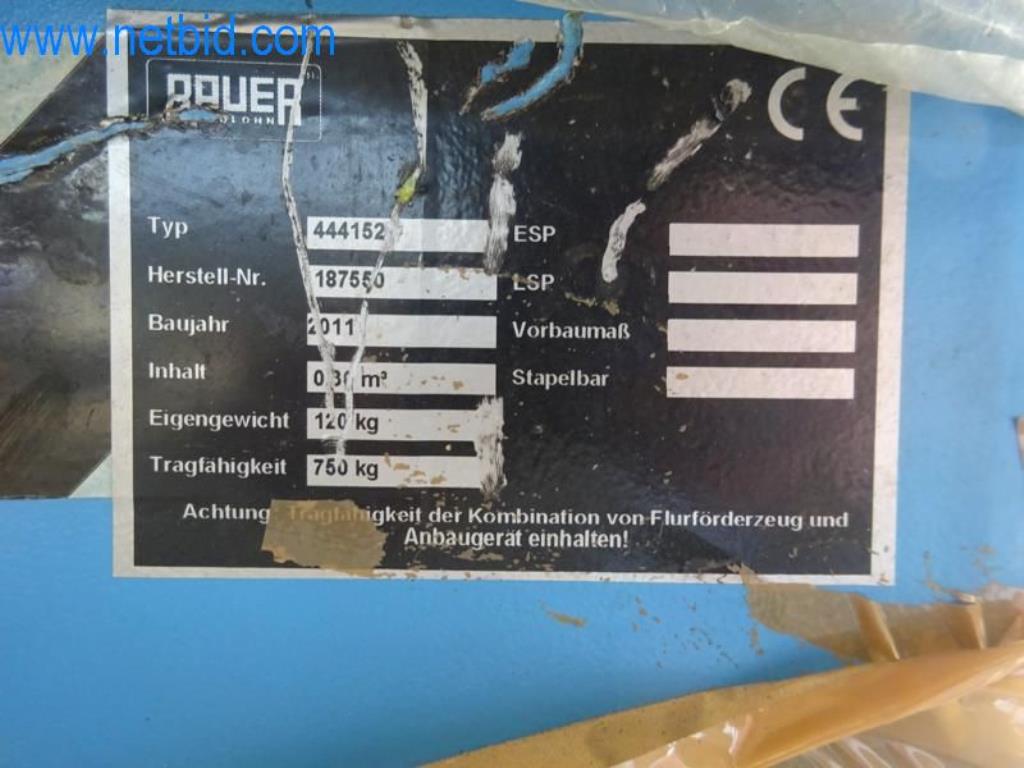 www.netbid.com
BAUER
CE
Typ 444152 ESP
Herstell-Nr. 187550 LSP
Baujahr 2011 Vorbaumaß
Inhalt m³ Stapelbar
Eigengewicht 120 kg
Tragfähigkeit 750 kg
Achtung: Tragfähigkeit der Kombination von Flurförderzeug und
Anbaugerät einhalten!